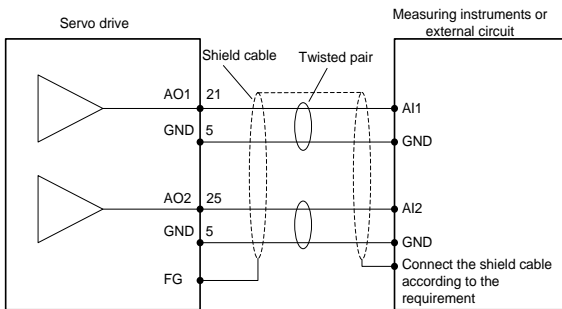 Servo drive
Measuring instruments or
external circuit
Shield cable
Twisted pair
AO1 21
AI1
GND 5
GND
AO2 25
AI2
GND 5
GND
FG
Connect the shield cable
according to the
requirement